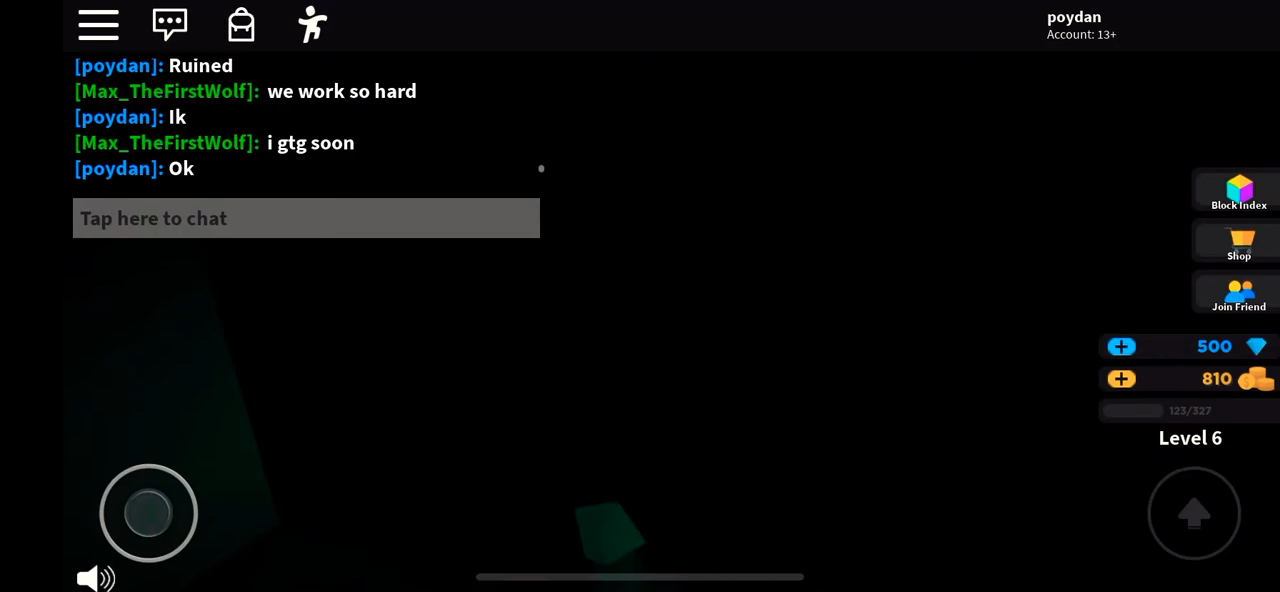 poydan
Account: 13+
[poydan]: Ruined
[Max_TheFirstWolf]: we work so hard
[poydan]: Ik
[Max_TheFirstWolf]: i gtg soon
[poydan]: Ok
Tap here to chat
Block Index
Shop
Join Friend
500
810
123/327
Level 6